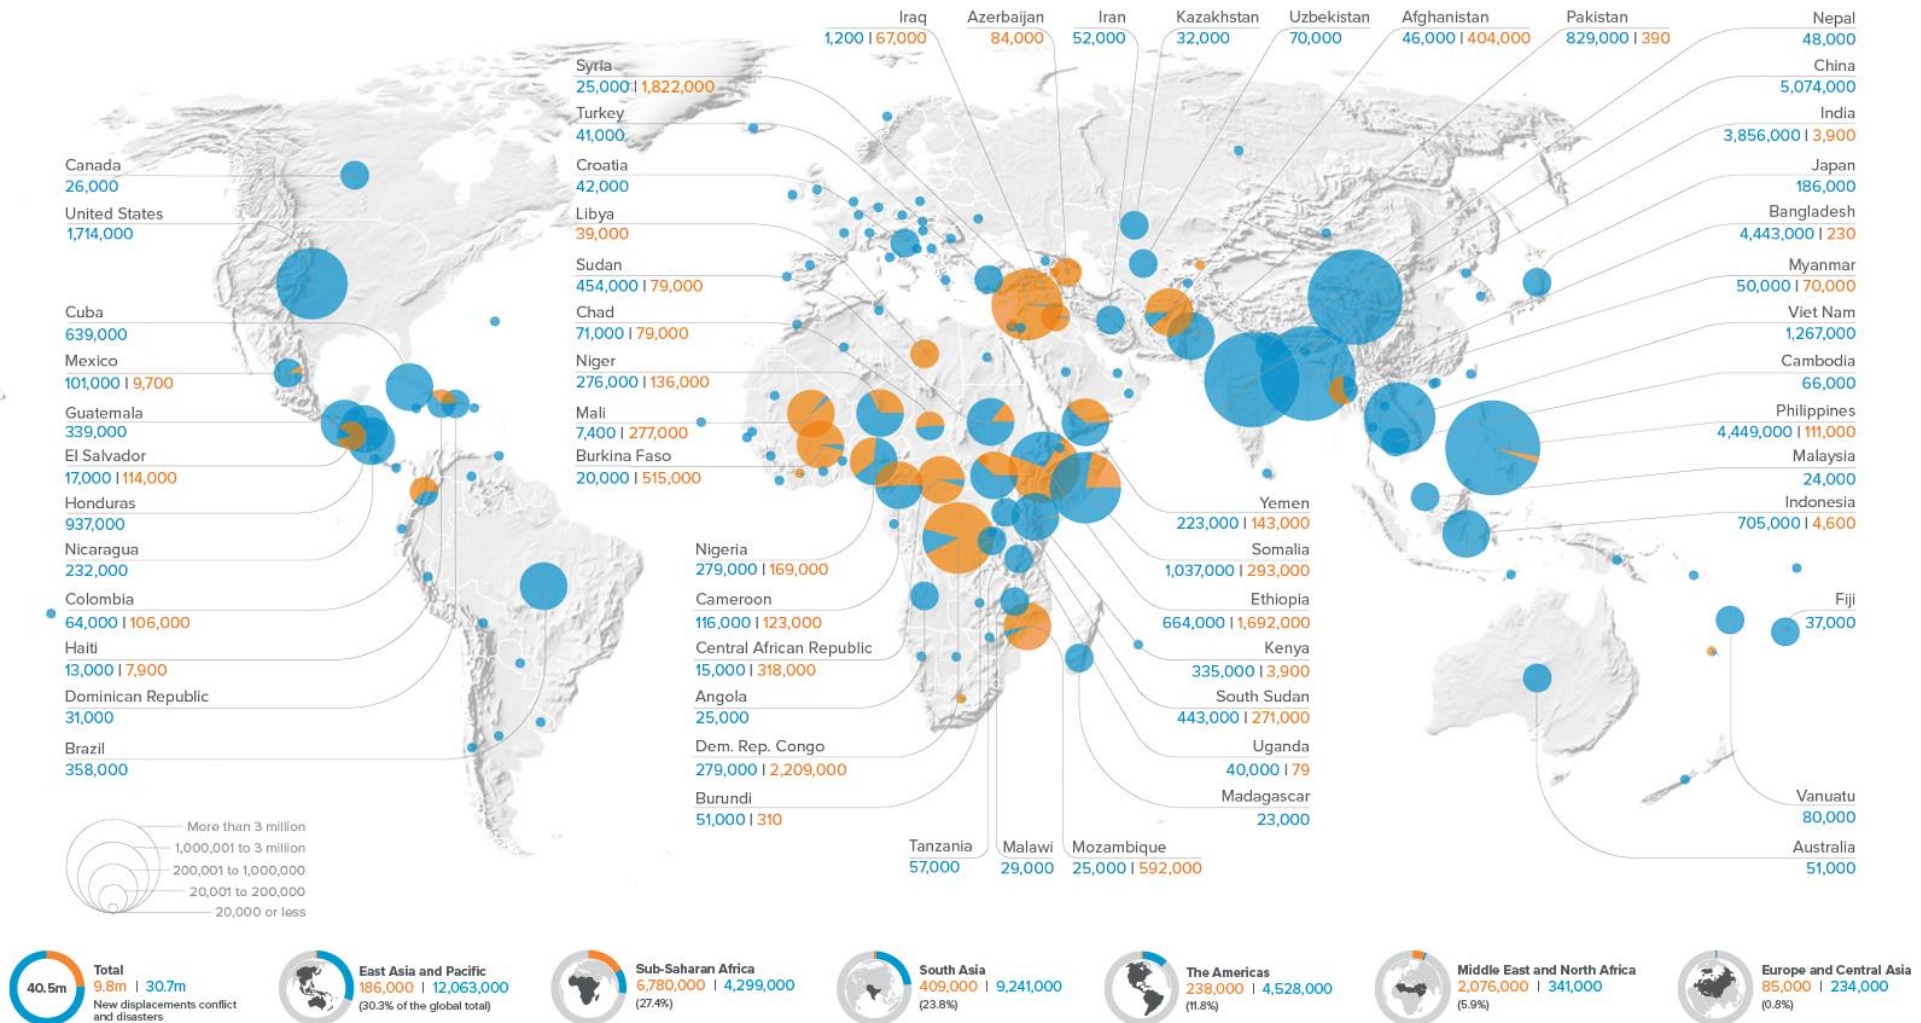 Iraq
1,200 | 67,000
Azerbaijan
84,000
Iran
52,000
Kazakhstan
32,000
Uzbekistan
70,000
Afghanistan
46,000 | 404,000
Pakistan
829,000 | 390
Nepal
48,000
China
5,074,000
India
3,856,000 | 3,900
Japan
186,000
Bangladesh
4,443,000 | 230
Myanmar
50,000 | 70,000
Viet Nam
1,267,000
Cambodia
66,000
Philippines
4,449,000 | 111,000
Malaysia
24,000
Indonesia
705,000 | 4,600
Fiji
37,000
Vanuatu
80,000
Australia
51,000
Syria
25,000 | 1,822,000
Turkey
41,000
Croatia
42,000
Libya
39,000
Sudan
454,000 | 79,000
Chad
71,000 | 79,000
Niger
276,000 | 136,000
Mali
7,400 | 277,000
Burkina Faso
20,000 | 515,000
Canada
26,000
United States
1,714,000
Cuba
639,000
Mexico
101,000 | 9,700
Guatemala
339,000
El Salvador
17,000 | 114,000
Honduras
937,000
Nicaragua
232,000
Colombia
64,000 | 106,000
Haiti
13,000 | 7,900
Dominican Republic
31,000
Brazil
358,000
Nigeria
279,000 | 169,000
Cameroon
116,000 | 123,000
Central African Republic
15,000 | 318,000
Angola
25,000
Dem. Rep. Congo
279,000 | 2,209,000
Burundi
51,000 | 310
Tanzania
57,000
Malawi
29,000
Mozambique
25,000 | 592,000
Yemen
223,000 | 143,000
Somalia
1,037,000 | 293,000
Ethiopia
664,000 | 1,692,000
Kenya
335,000 | 3,900
South Sudan
443,000 | 271,000
Uganda
40,000 | 79
Madagascar
23,000
More than 3 million
1,000,001 to 3 million
200,001 to 1,000,000
20,001 to 200,000
20,000 or less
40.5m
Total
9.8m | 30.7m
New displacements conflict
and disasters
East Asia and Pacific
186,000 | 12,063,000
(30.3% of the global total)
Sub-Saharan Africa
6,780,000 | 4,299,000
(27.4%)
South Asia
409,000 | 9,241,000
(23.8%)
The Americas
238,000 | 4,528,000
(11.8%)
Middle East and North Africa
2,076,000 | 341,000
(5.9%)
Europe and Central Asia
85,000 | 234,000
(0.8%)